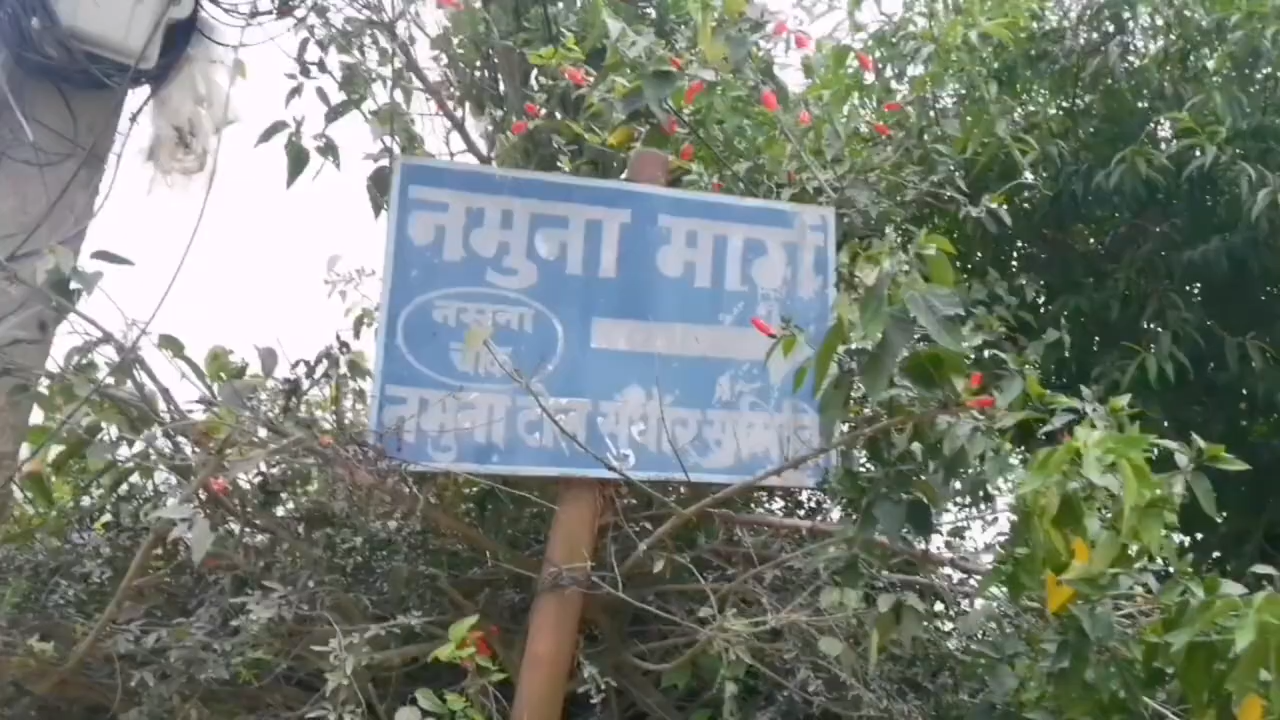 नमुना मार्ग
नमुना
चोक
नमुना टोल सुधार समिति